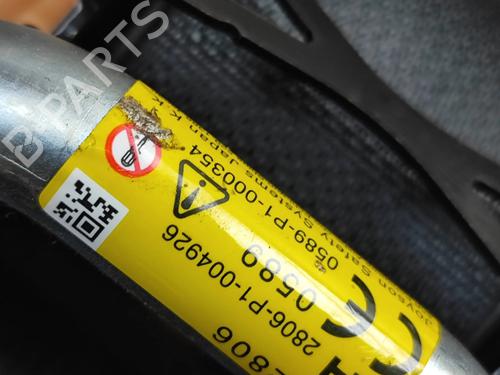 Joyson Safety Systems Japan K K
0589-P1-000354
0589
2806-P1-004926
2806
B-PARTS